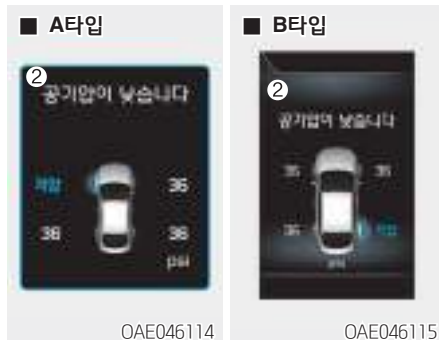 ■ A타입
②
공기압이 낮습니다
저압 36
36 36
psi
OAE046114
■ B타입
②
공기압이 낮습니다
35 35
35 저압
psi
OAE046115